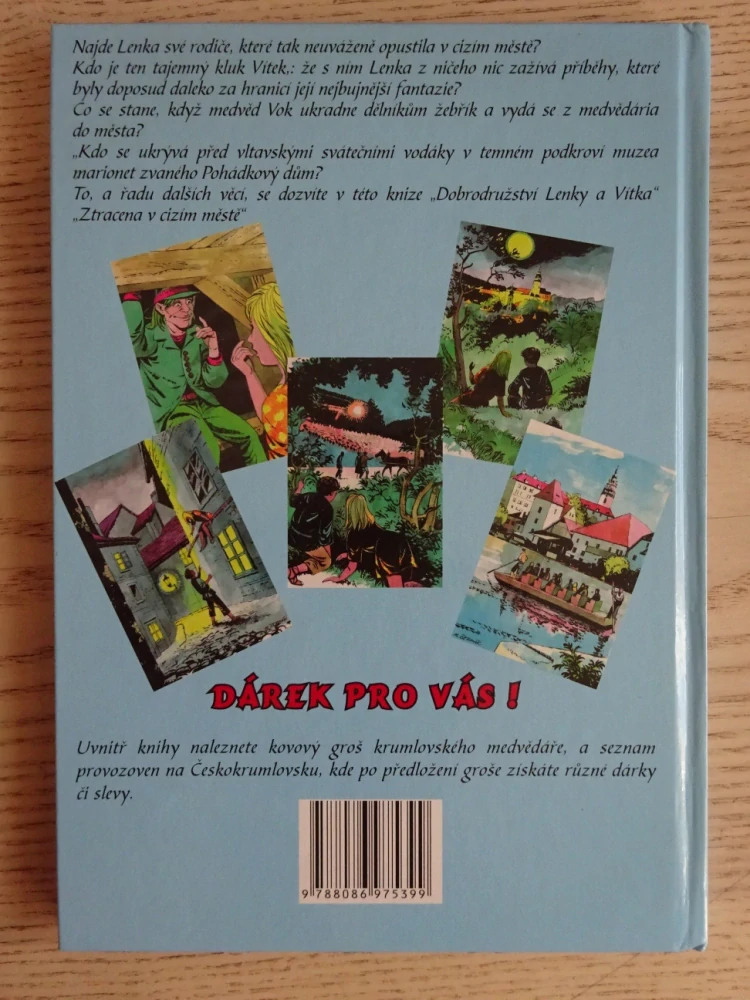 Najde Lenka své rodiče, které tak neuváženě opustila v cizím městě?
Kdo je ten tajemný kluk Vítek,: že s ním Lenka z ničeho nic zažívá příběhy, které
byly doposud daleko za hranicí její nejbujnější fantazie?
Co se stane, když medvěd Vok ukradne dělníkům žebřík a vydá se z medvědária
do města?
„Kdo se ukrývá před vltavskými svátečními vodáky v temném podkroví muzea
marionet zvaného Pohádkový dům?
To, a řadu dalších věcí, se dozvíte v této knize „Dobrodružství Lenky a Vítka“
„Ztracena v cizím městě“
DÁREK PRO VÁS !
Uvnitř knihy naleznete kovový groš krumlovského medvědáře, a seznam
provozoven na Českokrumlovsku, kde po předložení groše získáte různé dárky
či slevy.
9 788086 975399